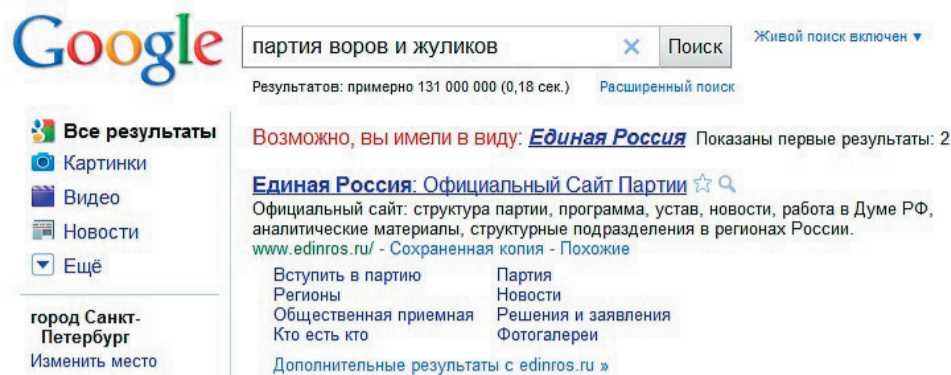 Google
партия воров и жуликов
Поиск
Живой поиск включен ▼
Результатов: примерно 131 000 000 (0,18 сек.)
Расширенный поиск
Все результаты
Картинки
Видео
Новости
Ещё
город Санкт-
Петербург
Изменить место
Возможно, вы имели в виду: Единая Россия Показаны первые результаты: 2
Единая Россия: Официальный Сайт Партии
Официальный сайт: структура партии, программа, устав, новости, работа в Думе РФ,
аналитические материалы, структурные подразделения в регионах России.
www.edinros.ru/ - Сохраненная копия - Похожие
Вступить в партию
Регионы
Общественная приемная
Кто есть кто
Партия
Новости
Решения и заявления
Фотогалереи
Дополнительные результаты с edinros.ru »